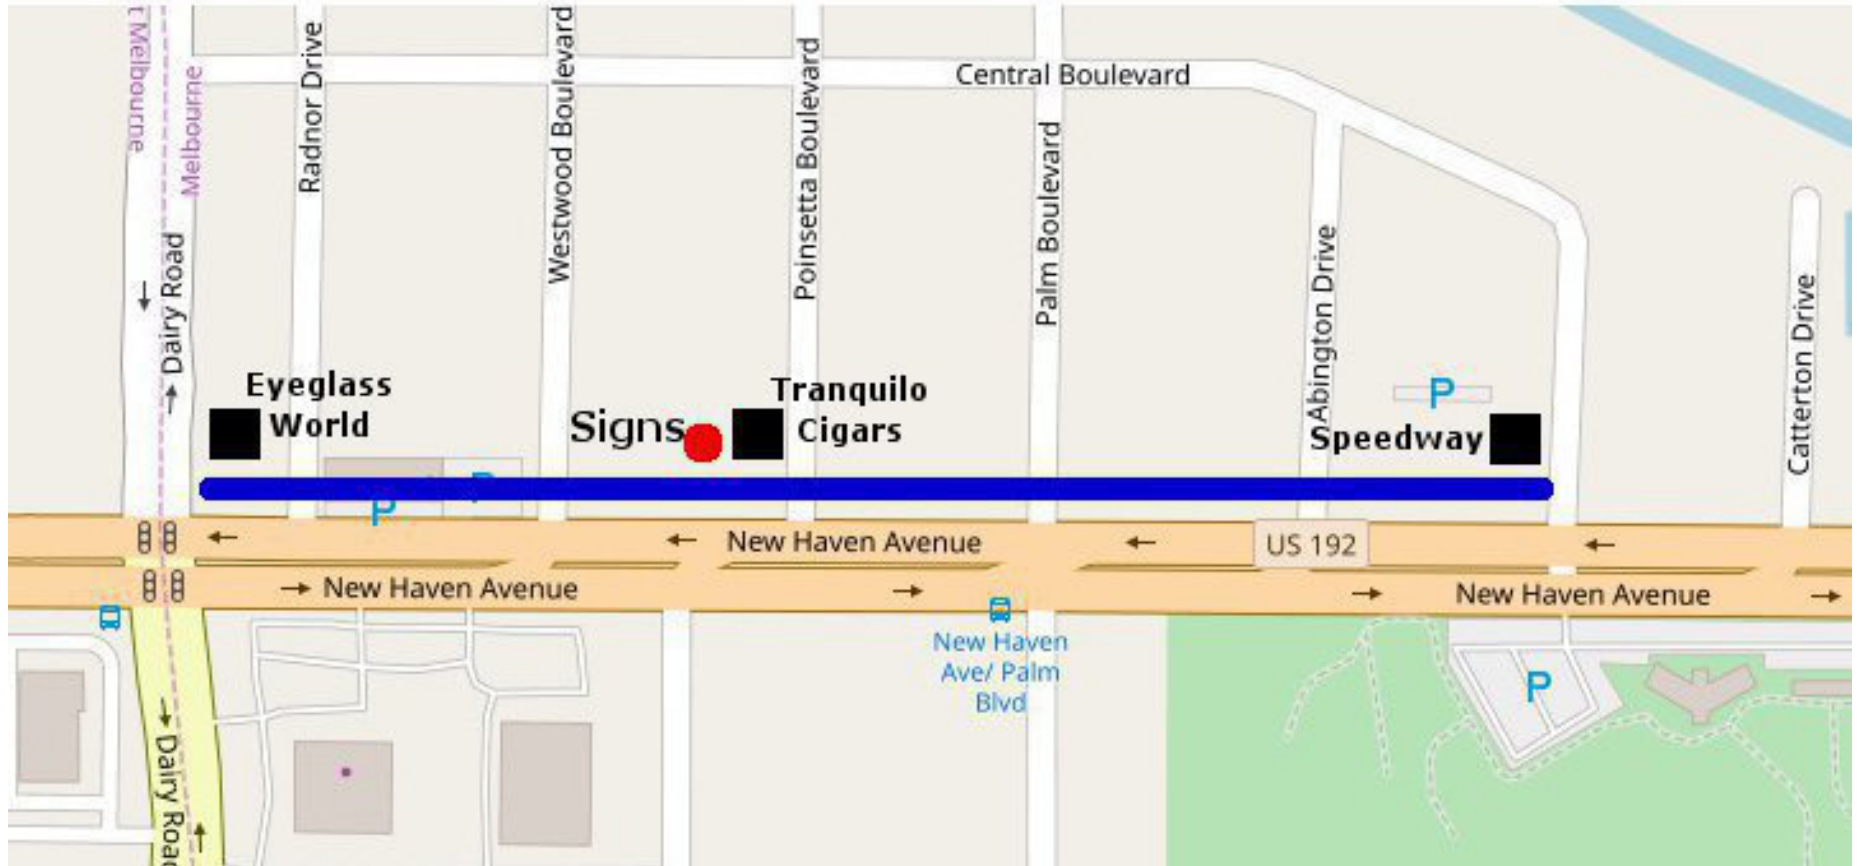 t Melbourne
Melbourne
Radnor Drive
Westwood Boulevard
Poinsetta Boulevard
Central Boulevard
Palm Boulevard
Dairy Road
Abington Drive
Catterton Drive
Eyeglass
World
Signs
Tranquilo
Cigars
P
Speedway
P
P
New Haven Avenue
US 192
New Haven Avenue
New Haven Avenue
New Haven
Ave/ Palm
Blvd
P
Dairy Road